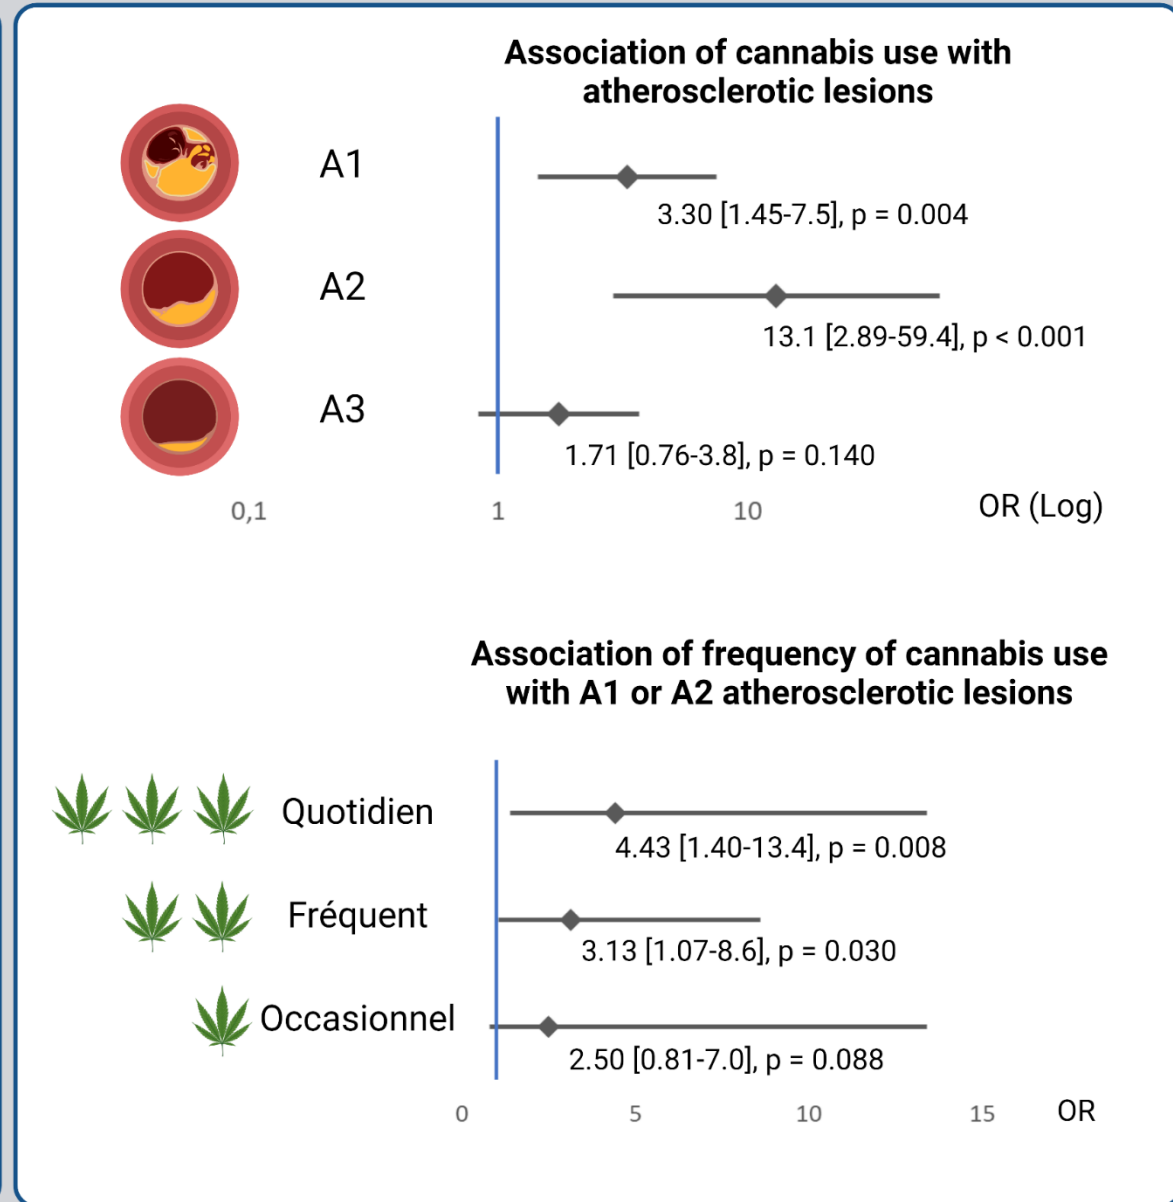 Association of cannabis use with
atherosclerotic lesions
A1
3.30 [1.45-7.5], p = 0.004
A2
13.1 [2.89-59.4], p < 0.001
A3
1.71 [0.76-3.8], p = 0.140
0,1 1 10 OR (Log)
Association of frequency of cannabis use
with A1 or A2 atherosclerotic lesions
Quotidien
4.43 [1.40-13.4], p = 0.008
Fréquent
3.13 [1.07-8.6], p = 0.030
Occasionnel
2.50 [0.81-7.0], p = 0.088
0 5 10 15 OR